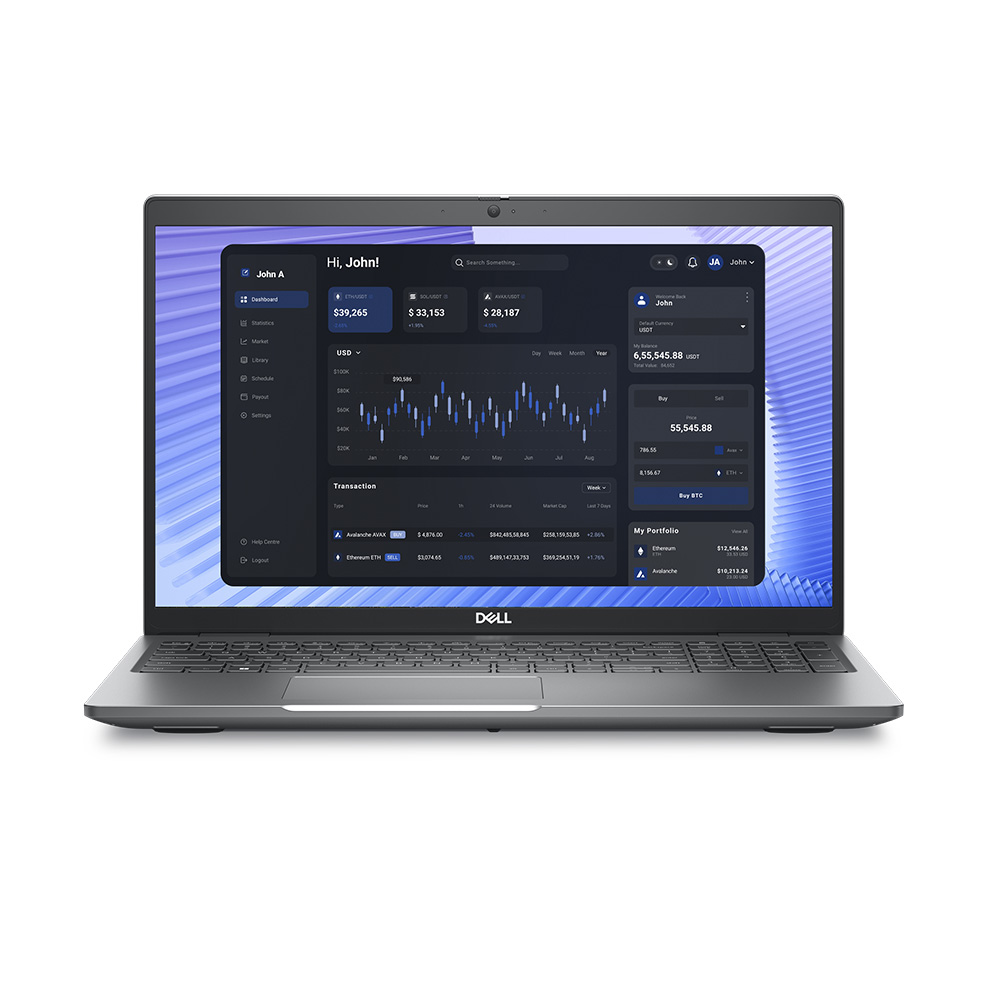 John A
Dashboard
Statistics
Market
Library
Schedule
Payout
Settings
Help Centre
Logout
Hi, John!
Search Something...
JA
John
ETH/USDT
$39,265
SOL/USDT
$ 33,153
+1.95%
AVAX/USDT
$ 28,187
USD
Day Week Month Year
$100K
$80K
$60K
$40K
$20K
$90,586
Jan Feb Mar Apr May Jun Jul Aug
Transaction
Week
Type Price 1h 24 Volume Market Cap Last 7 Days
Avalanche AVAX BUY $ 4,876.00 $842,485,58,845 $258,159,53,85 +2.86%
Ethereum ETH SELL $3,074.65 $489,147,33,753 $369,254,51,19 +1.76%
Welcome Back
John
Default Currency
USDT
My Balance
6,55,545.88 USDT
Total Value
Buy Sell
Price
55,545.88
786.55 Avax
8,156.67 ETH
Buy BTC
My Portfolio View All
Ethereum $12,546.26
ETH
Avalanche $10,213.24
DELL